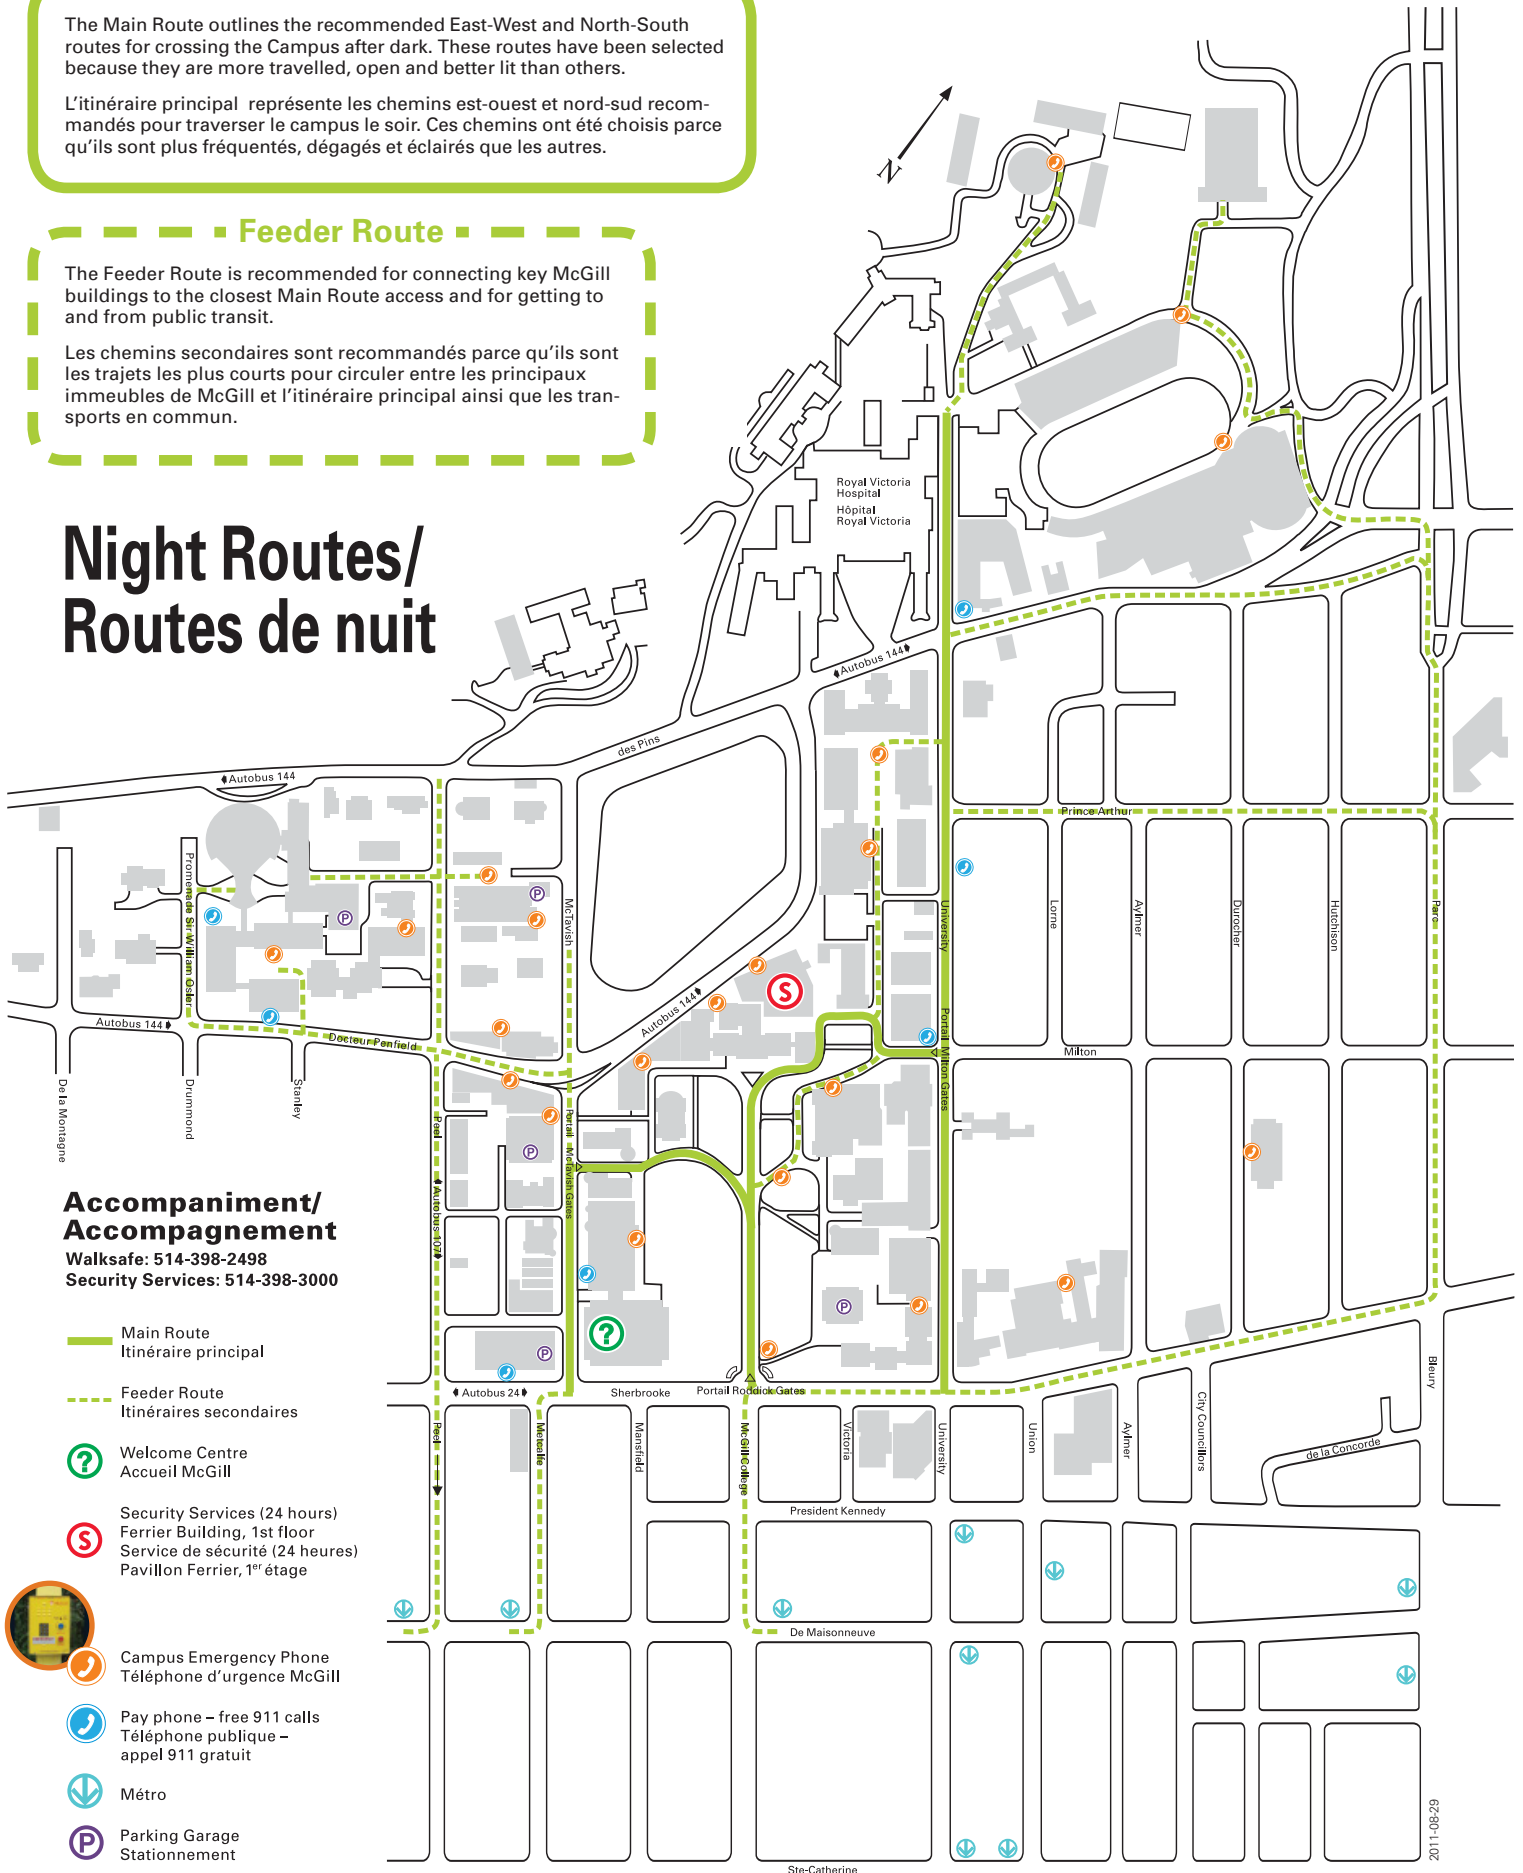 The Main Route outlines the recommended East-West and North-South
routes for crossing the Campus after dark. These routes have been selected
because they are more travelled, open and better lit than others.
L'itinéraire principal représente les chemins est-ouest et nord-sud recom-
mandés pour traverser le campus le soir. Ces chemins ont été choisis parce
qu'ils sont plus fréquentés, dégagés et éclairés que les autres.
N
Feeder Route
The Feeder Route is recommended for connecting key McGill
buildings to the closest Main Route access and for getting to
and from public transit.
Les chemins secondaires sont recommandés parce qu'ils sont
les trajets les plus courts pour circuler entre les principaux
immeubles de McGill et l'itinéraire principal ainsi que les tran-
sports en commun.
Royal Victoria
Hospital
Hôpital
Royal Victoria
Night Routes/
Routes de nuit
Autobus 144
des Pins
Autobus 144
Prince Arthur
Promenade Sir William Osler
P
P
McTavish
University
Lorne
Aylmer
Durocher
Hutchison
Parc
S
Autobus 144
Autobus 144
Docteur Penfield
Portail Milton Gates
Milton
De la Montagne
Drummond
Stanley
Peel
Portail McTavish Gates
P
Autobus 107
Accompaniment/
Accompagnement
Walksafe: 514-398-2498
Security Services: 514-398-3000
P
?
P
Main Route
Itinéraire principal
Feeder Route
Itinéraires secondaires
Autobus 24
Sherbrooke
Portail Roddick Gates
Peel
Metcalfe
Mansfield
McGill College
Victoria
University
Union
Aylmer
City Councillors
de la Concorde
Bleury
President Kennedy
?
Welcome Centre
Accueil McGill
S
Security Services (24 hours)
Ferrier Building, 1st floor
Service de sécurité (24 heures)
Pavillon Ferrier, 1er étage
De Maisonneuve
Campus Emergency Phone
Téléphone d'urgence McGill
Pay phone – free 911 calls
Téléphone publique –
appel 911 gratuit
Métro
P
Parking Garage
Stationnement
Ste-Catherine
2011-08-29